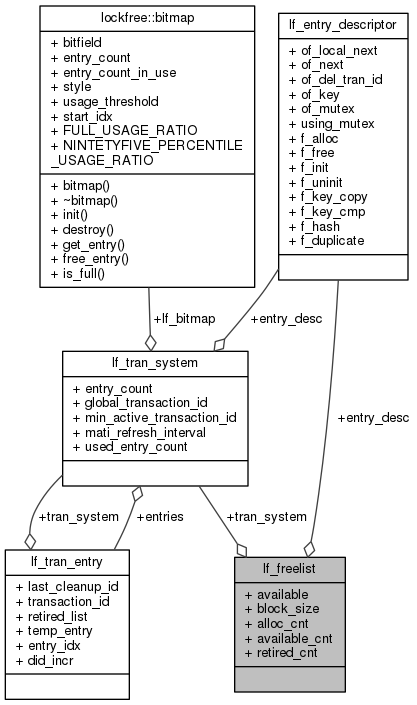 lockfree::bitmap
+ bitfield
+ entry_count
+ entry_count_in_use
+ style
+ usage_threshold
+ start_idx
+ FULL_USAGE_RATIO
+ NINTETYFIVE_PERCENTILE
_USAGE_RATIO
+ bitmap()
+ ~bitmap()
+ init()
+ destroy()
+ get_entry()
+ free_entry()
+ is_full()
lf_entry_descriptor
+ of_local_next
+ of_next
+ of_del_tran_id
+ of_key
+ of_mutex
+ using_mutex
+ f_alloc
+ f_free
+ f_init
+ f_uninit
+ f_key_copy
+ f_key_cmp
+ f_hash
+ f_duplicate
+lf_bitmap
+entry_desc
lf_tran_system
+ entry_count
+ global_transaction_id
+ min_active_transaction_id
+ mati_refresh_interval
+ used_entry_count
+entry_desc
+tran_system
+entries
+tran_system
lf_tran_entry
+ last_cleanup_id
+ transaction_id
+ retired_list
+ temp_entry
+ entry_idx
+ did_incr
lf_freelist
+ available
+ block_size
+ alloc_cnt
+ available_cnt
+ retired_cnt